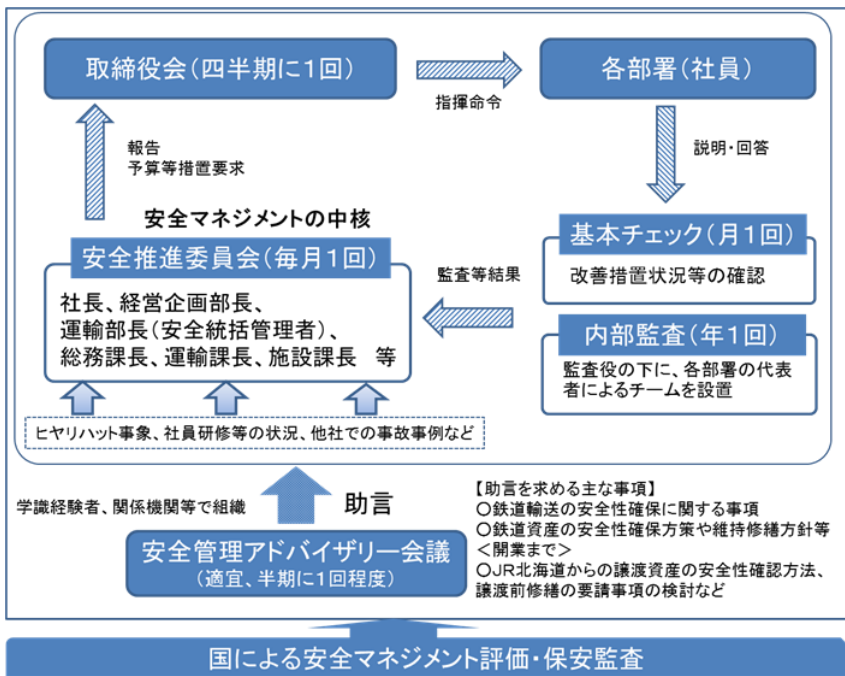 取締役会(四半期に1回)
各部署(社員)
指揮命令
報告
予算等措置要求
説明・回答
安全マネジメントの中核
安全推進委員会(毎月1回)
社長、経営企画部長、
運輸部長(安全統括管理者)、
総務課長、運輸課長、施設課長 等
監査等結果
基本チェック(月1回)
改善措置状況等の確認
内部監査(年1回)
監査役の下に、各部署の代表
者によるチームを設置
ヒヤリハット事象、社員研修等の状況、他社での事故事例など
学識経験者、関係機関等で組織
助言
安全管理アドバイザリー会議
(適宜、半期に1回程度)
【助言を求める主な事項】
○鉄道輸送の安全性確保に関する事項
○鉄道資産の安全性確保方策や維持修繕方針等
<開業まで>
○JR北海道からの譲渡資産の安全性確認方法、
譲渡前修繕の要請事項の検討など
国による安全マネジメント評価・保安監査